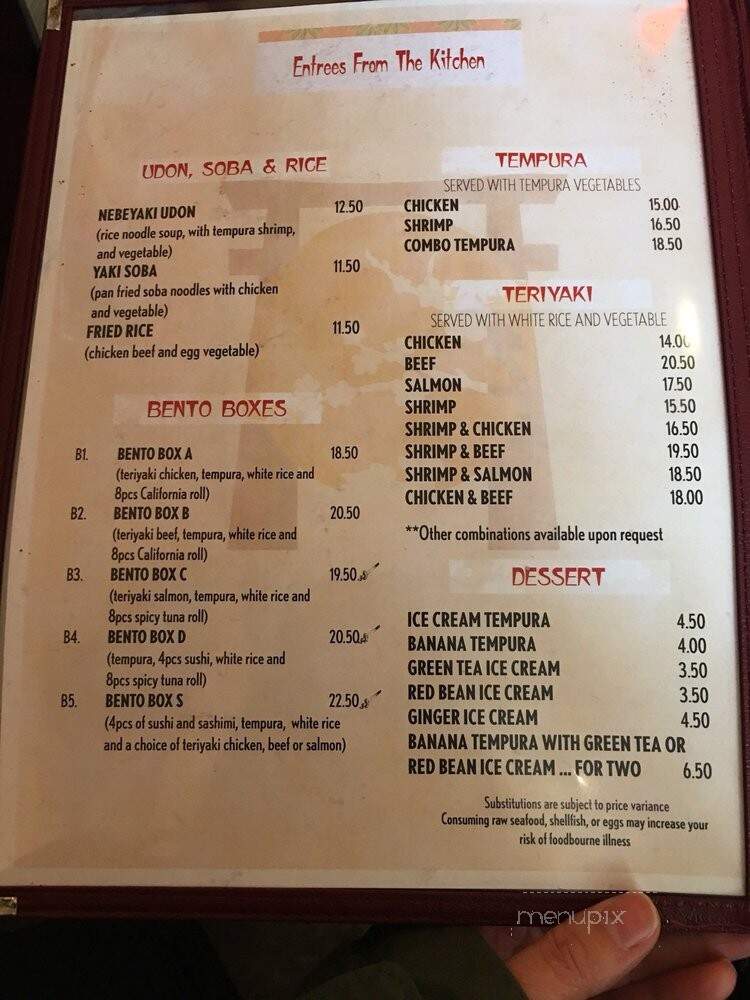 Entrees From The Kitchen
UDON, SOBA & RICE
NEBEYAKI UDON 12.50
(rice noodle soup, with tempura shrimp,
and vegetable)
YAKI SOBA 11.50
(pan fried soba noodles with chicken
and vegetable)
FRIED RICE 11.50
(chicken beef and egg vegetable)
BENTO BOXES
B1. BENTO BOX A 18.50
(teriyaki chicken, tempura, white rice and
8pcs California roll)
B2. BENTO BOX B 20.50
(teriyaki beef, tempura, white rice and
8pcs California roll)
B3. BENTO BOX C 19.50
(teriyaki salmon, tempura, white rice and
8pcs spicy tuna roll)
B4. BENTO BOX D 20.50
(tempura, 4pcs sushi, white rice and
8pcs spicy tuna roll)
B5. BENTO BOX S 22.50
(4pcs of sushi and sashimi, tempura, white rice
and a choice of teriyaki chicken, beef or salmon)
TEMPURA
SERVED WITH TEMPURA VEGETABLES
CHICKEN 15.00
SHRIMP 16.50
COMBO TEMPURA 18.50
TERIYAKI
SERVED WITH WHITE RICE AND VEGETABLE
CHICKEN 14.00
BEEF 20.50
SALMON 17.50
SHRIMP 15.50
SHRIMP & CHICKEN 16.50
SHRIMP & BEEF 19.50
SHRIMP & SALMON 18.50
CHICKEN & BEEF 18.00
**Other combinations available upon request
DESSERT
ICE CREAM TEMPURA 4.50
BANANA TEMPURA 4.00
GREEN TEA ICE CREAM 3.50
RED BEAN ICE CREAM 3.50
GINGER ICE CREAM 4.50
BANANA TEMPURA WITH GREEN TEA OR
RED BEAN ICE CREAM ... FOR TWO 6.50
Substitutions are subject to price variance
Consuming raw seafood, shellfish, or eggs may increase your
risk of foodbourne illness
menupix